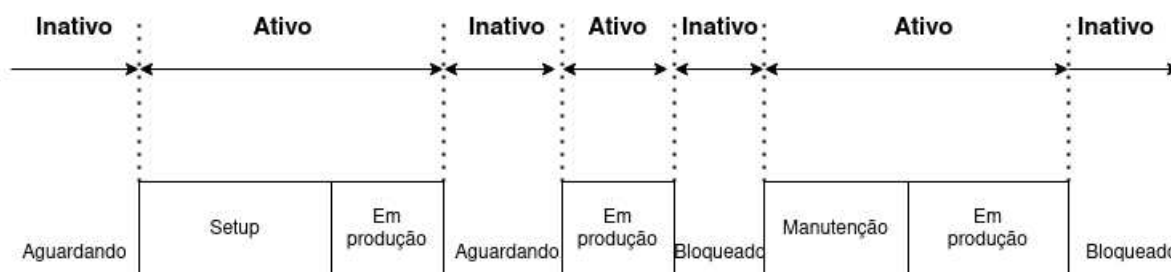 Inativo Ativo Inativo Ativo Inativo Ativo Inativo
Aguardando
Setup
Em
produção
Aguardando
Em
produção
Bloqueado
Manutenção
Em
produção
Bloqueado